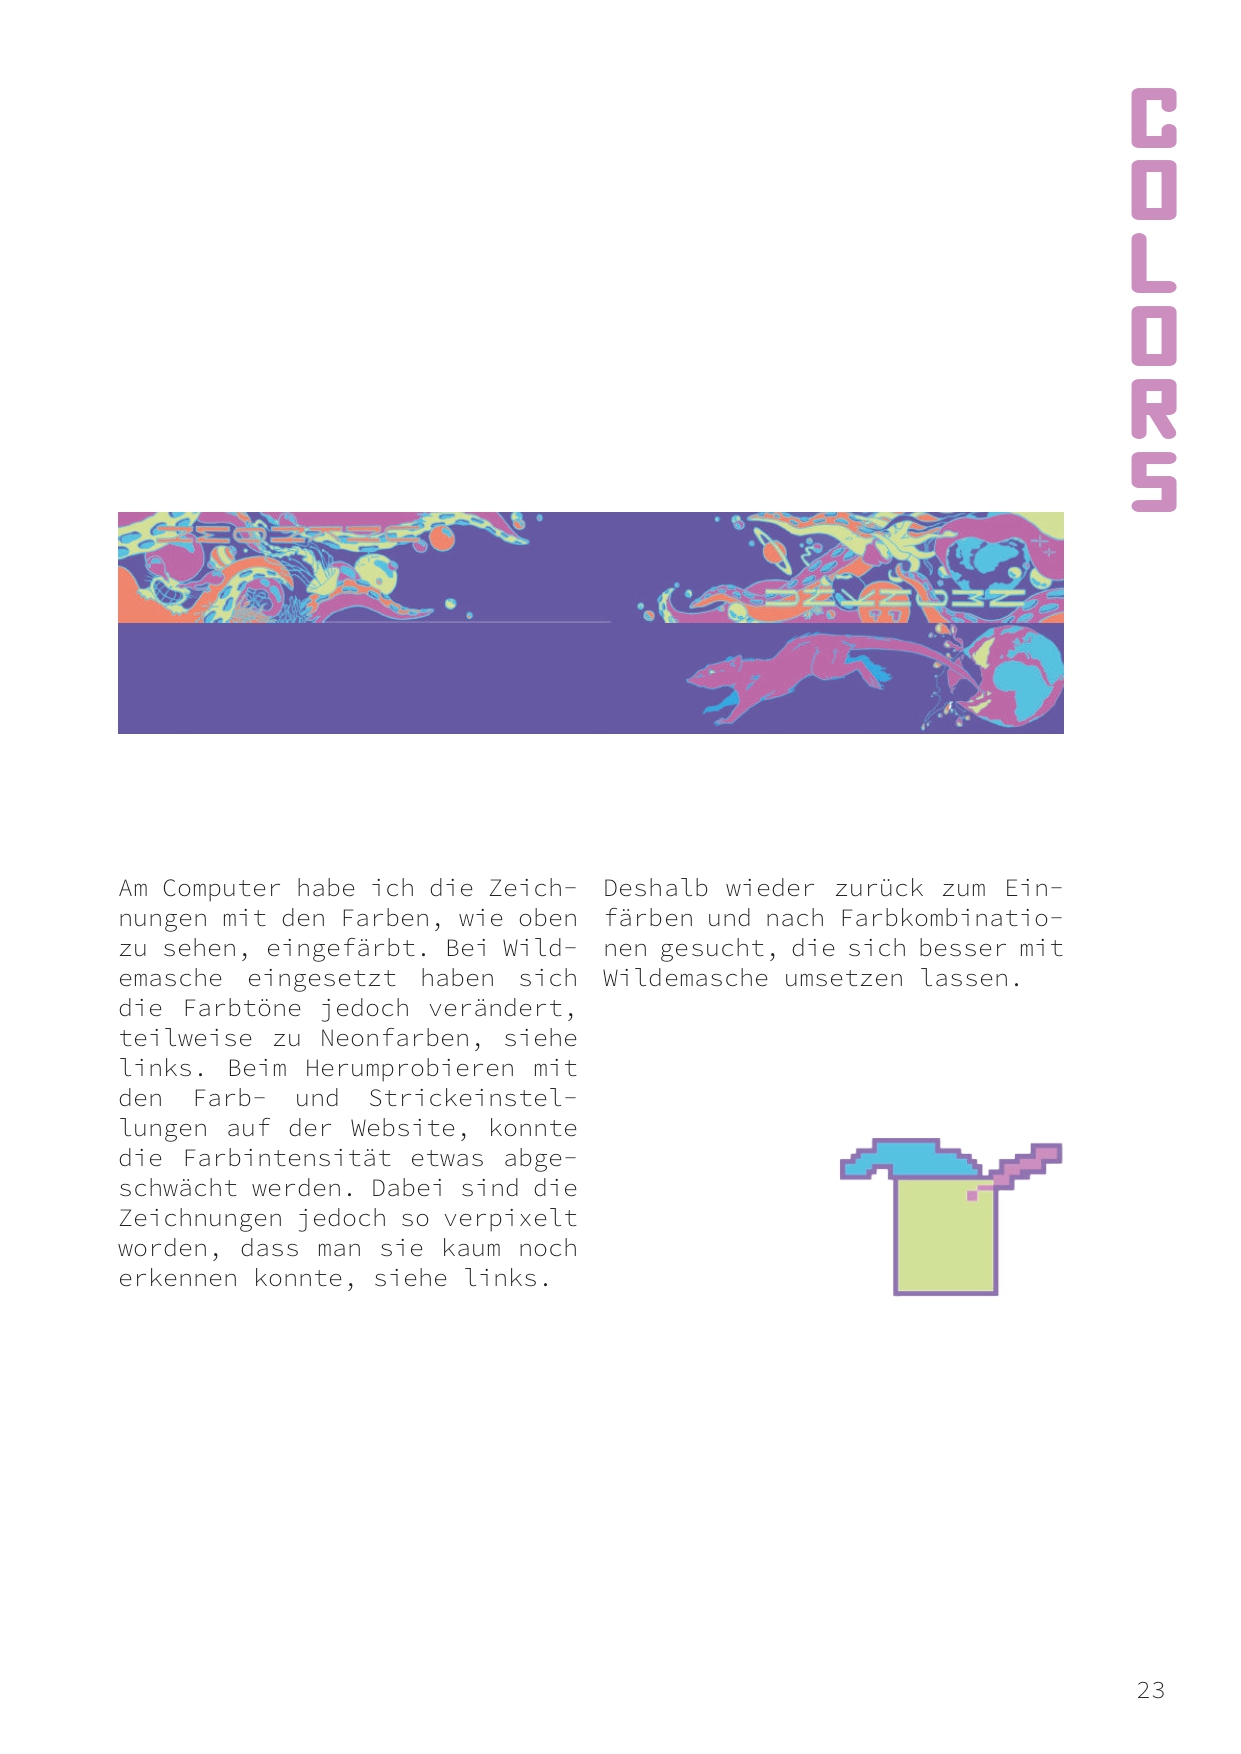 COLORS
Am Computer habe ich die Zeich-
nungen mit den Farben, wie oben
zu sehen, eingefärbt. Bei Wild-
emasche eingesetzt haben sich
die Farbtöne jedoch verändert,
teilweise zu Neonfarben, siehe
links. Beim Herumprobieren mit
den Farb- und Strickeinstel-
lungen auf der Website, konnte
die Farbintensität etwas abge-
schwächt werden. Dabei sind die
Zeichnungen jedoch so verpixelt
worden, dass man sie kaum noch
erkennen konnte, siehe links.
Deshalb wieder zurück zum Ein-
färben und nach Farbkombinatio-
nen gesucht, die sich besser mit
Wildemasche umsetzen lassen.
23